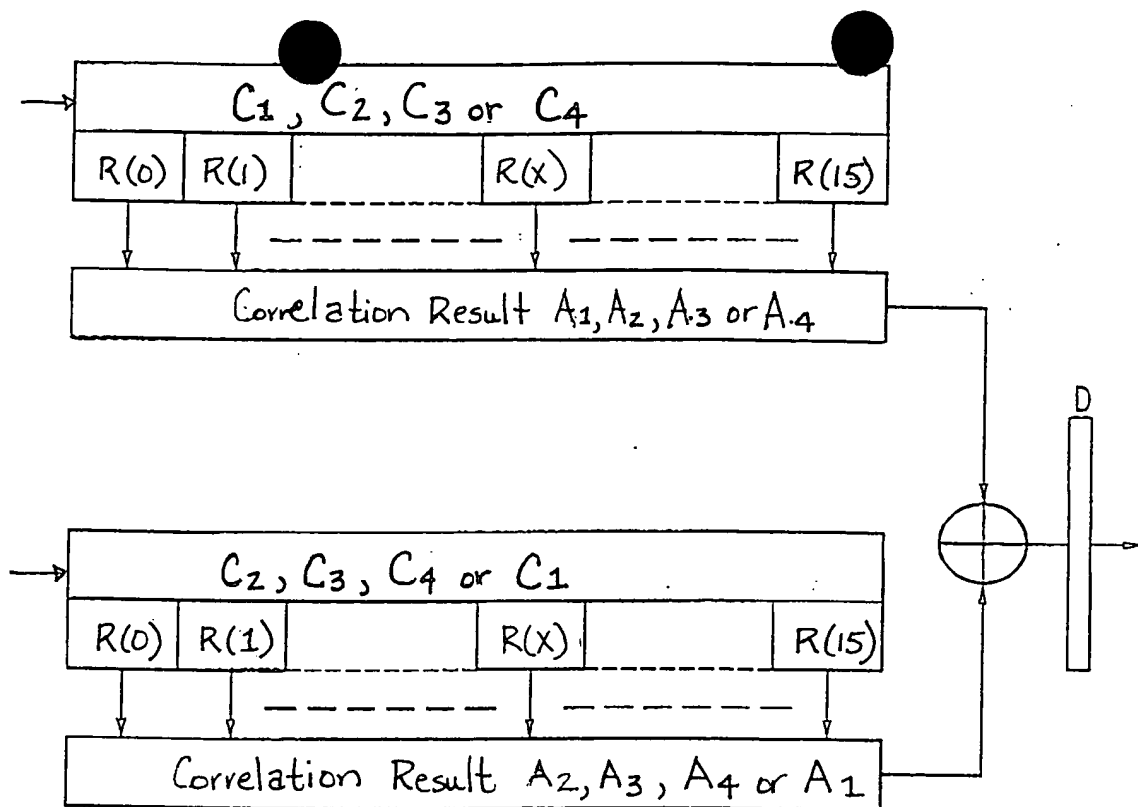 C1, C2, C3 or C4
R(0) R(1) R(x) R(15)
Correlation Result A1, A2, A3 or A4
D
C2, C3, C4 or C1
R(0) R(1) R(x) R(15)
Correlation Result A2, A3, A4 or A1